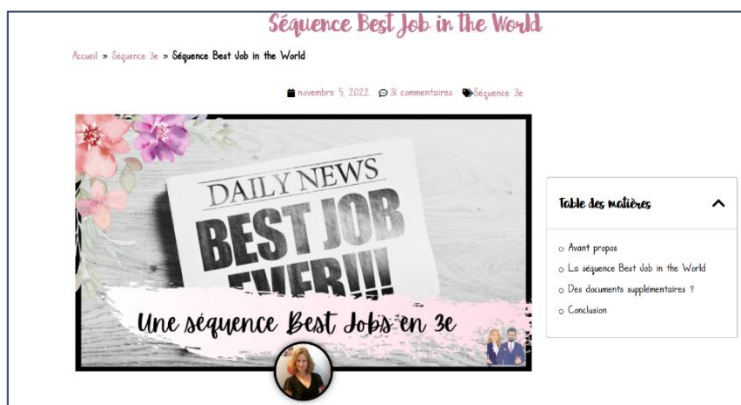 Séquence Best Job in the World
Accueil » Séquence 3e » Séquence Best Job in the World
novembre 5, 2022 31 commentaires Séquence 3e
DAILY NEWS
BEST JOB
EVER!!!
Une séquence Best Jobs en 3e
Table des matières
Avant propos
La séquence Best Job in the World
Des documents supplémentaires ?
Conclusion